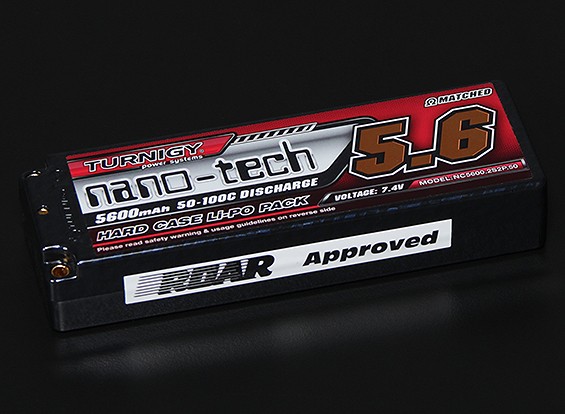 Ω MATCHED
TURNIGY
power systems
nano-tech
5.6
5600mAh 50-100C DISCHARGE
VOLTAGE: 7.4V
MODEL:NC5600.2S2P.50
HARD CASE LI-PO PACK
Please read safety warning & usage guidelines on reverse side
ROAR Approved